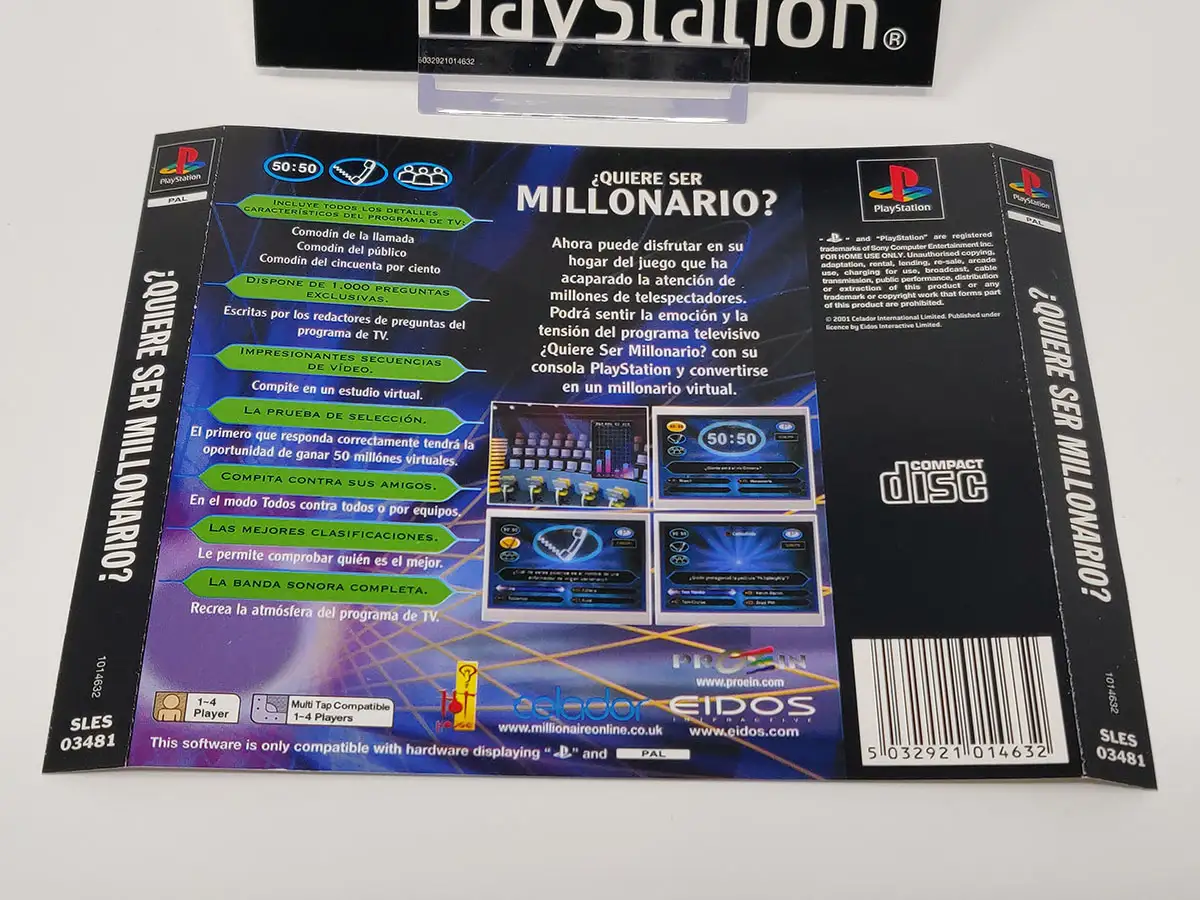 PlayStation®
5032921014632
PlayStation
PAL
¿QUIERE SER MILLONARIO?
1014632
SLES
03481
50:50
INCLUYE TODOS LOS DETALLES
CARACTERÍSTICOS DEL PROGRAMA DE TV:
Comodín de la llamada
Comodín del público
Comodín del cincuenta por ciento
DISPONE DE 1.000 PREGUNTAS
EXCLUSIVAS.
Escritas por los redactores de preguntas del
programa de TV.
IMPRESIONANTES SECUENCIAS
DE VÍDEO.
Compite en un estudio virtual.
LA PRUEBA DE SELECCIÓN.
El primero que responda correctamente tendrá la
oportunidad de ganar 50 millónes virtuales.
COMPITA CONTRA SUS AMIGOS.
En el modo Todos contra todos o por equipos.
LAS MEJORES CLASIFICACIONES.
Le permite comprobar quién es el mejor.
LA BANDA SONORA COMPLETA.
Recrea la atmósfera del programa de TV.
¿QUIERE SER
MILLONARIO?
Ahora puede disfrutar en su
hogar del juego que ha
acaparado la atención de
millones de telespectadores.
Podrá sentir la emoción y la
tensión del programa televisivo
¿Quiere Ser Millonario? con su
consola PlayStation y convertirse
en un millonario virtual.
50:50
1-4
Player
Multi Tap Compatible
1-4 Players
celador
www.millionaireonline.co.uk
PROEIN
www.proein.com
EIDOS
INTERACTIVE
www.eidos.com
This software is only compatible with hardware displaying " " and PAL
PlayStation
" " and "PlayStation" are registered
trademarks of Sony Computer Entertainment Inc.
FOR HOME USE ONLY. Unauthorised copying,
adaptation, rental, lending, re-sale, arcade
use, charging for use, broadcast, cable
transmission, public performance, distribution
or extraction of this product or any
trademark or copyright work that forms part
of this product are prohibited.
© 2001 Celador International Limited. Published under
licence by Eidos Interactive Limited.
COMPACT
disc
5 032921 014632
PlayStation
PAL
¿QUIERE SER MILLONARIO?
1014632
SLES
03481